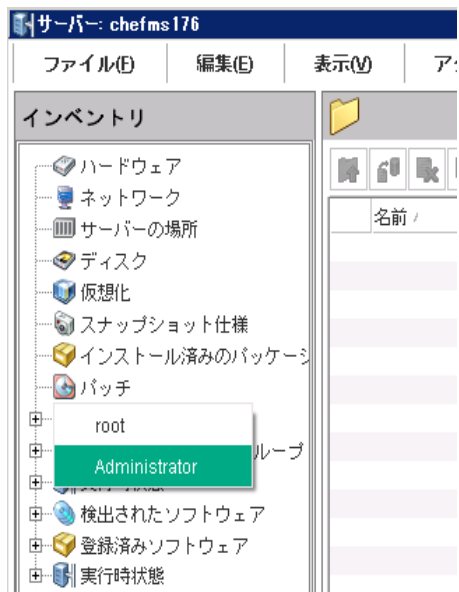 サーバー: chefms176
ファイル(F) 編集(E) 表示(V)
インベントリ
ハードウェア
ネットワーク
サーバーの場所
名前
ディスク
仮想化
スナップショット仕様
インストール済みのパッケージ
パッチ
root
ループ
Administrator
検出されたソフトウェア
登録済みソフトウェア
実行時状態